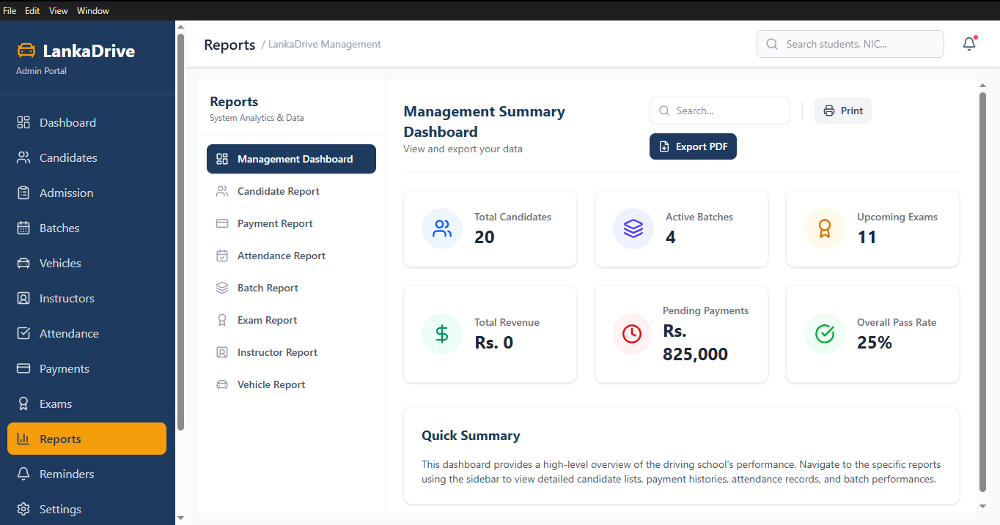 File Edit View Window
LankaDrive
Admin Portal
Dashboard
Candidates
Admission
Batches
Vehicles
Instructors
Attendance
Payments
Exams
Reports
Reminders
Settings
Reports / LankaDrive Management
Search students, NIC...
Reports
System Analytics & Data
Management Dashboard
Candidate Report
Payment Report
Attendance Report
Batch Report
Exam Report
Instructor Report
Vehicle Report
Management Summary
Dashboard
View and export your data
Search...
Print
Export PDF
Total Candidates
20
Active Batches
4
Upcoming Exams
11
Total Revenue
Rs. 0
Pending Payments
Rs.
825,000
Overall Pass Rate
25%
Quick Summary
This dashboard provides a high-level overview of the driving school's performance. Navigate to the specific reports
using the sidebar to view detailed candidate lists, payment histories, attendance records, and batch performances.